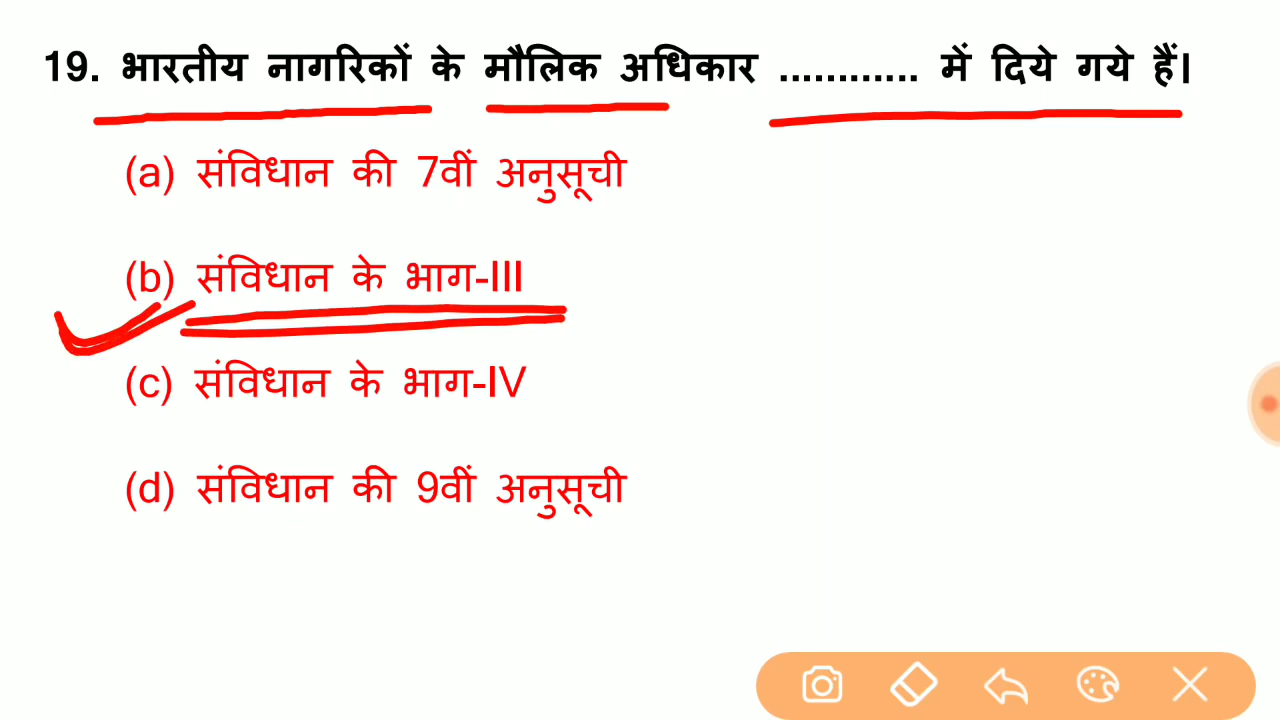 19. भारतीय नागरिकों के मौलिक अधिकार ............ में दिये गये हैं।
(a) संविधान की 7वीं अनुसूची
(b) संविधान के भाग-III
(c) संविधान के भाग-IV
(d) संविधान की 9वीं अनुसूची